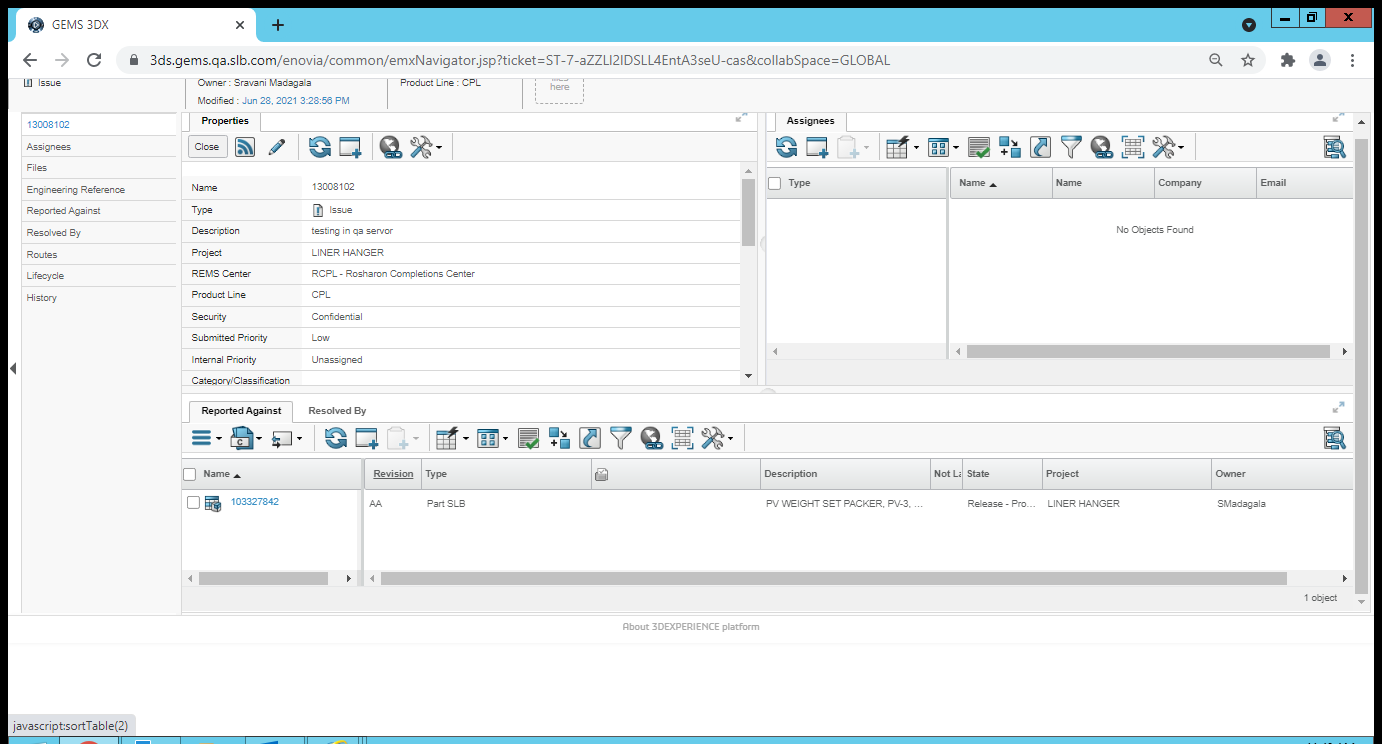 GEMS 3DX
3ds.gems.qa.slb.com/enovia/common/emxNavigator.jsp?ticket=ST-7-aZZLI2IDSLL4EntA3seU-cas&collabSpace=GLOBAL
Issue
Owner : Sravani Madagala
Modified : Jun 28, 2021 3:28:56 PM
Product Line : CPL
here
13008102
Assignees
Files
Engineering Reference
Reported Against
Resolved By
Routes
Lifecycle
History
Properties
Close
Name 13008102
Type Issue
Description testing in qa servor
Project LINER HANGER
REMS Center RCPL - Rosharon Completions Center
Product Line CPL
Security Confidential
Submitted Priority Low
Internal Priority Unassigned
Category/Classification
Assignees
Type Name Name Company Email
No Objects Found
Reported Against Resolved By
C
Name Revision Type Description Not La State Project Owner
103327842 AA Part SLB PV WEIGHT SET PACKER, PV-3, ... Release - Pro... LINER HANGER SMadagala
1 object
About 3DEXPERIENCE platform
javascript:sortTable(2)